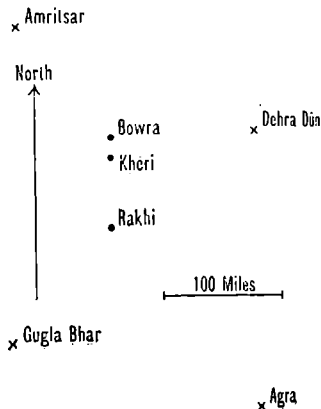 Amritsar
North
Bowra
Dehra Dūn
Kheri
Rakhi
100 Miles
Gugla Bhar
Agra